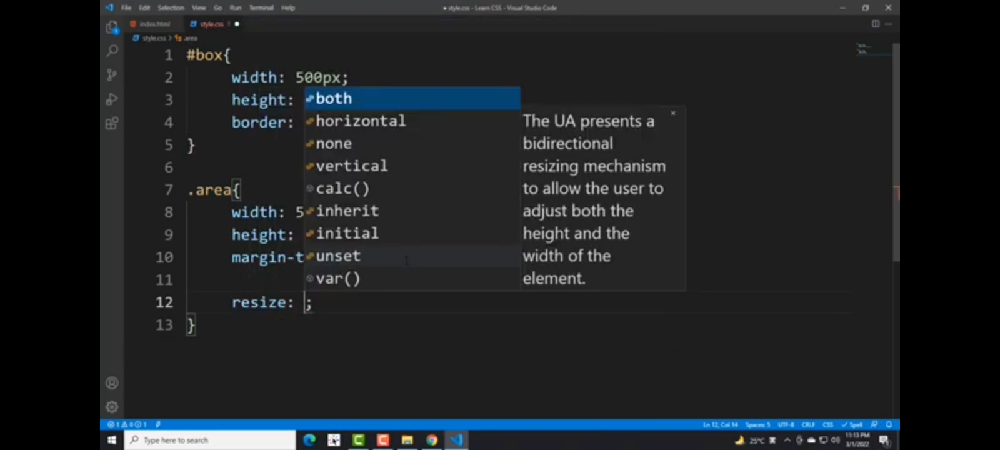 File Edit Selection View Go Run Terminal Help
● style.css - Learn CSS - Visual Studio Code
index.html
style.css 1 ●
style.css > .area
1 #box{
2 width: 500px;
3 height:
4 border:
5 }
6
7 .area{
8 width: 5
9 height:
10 margin-t
11
12 resize: ;
13 }
both
horizontal
none
vertical
calc()
inherit
initial
unset
var()
The UA presents a
bidirectional
resizing mechanism
to allow the user to
adjust both the
height and the
width of the
element.
1 0 1
Ln 12, Col 14 Spaces: 5 UTF-8 CRLF CSS Spell
Type here to search
25°C
11:13 PM
3/1/2022